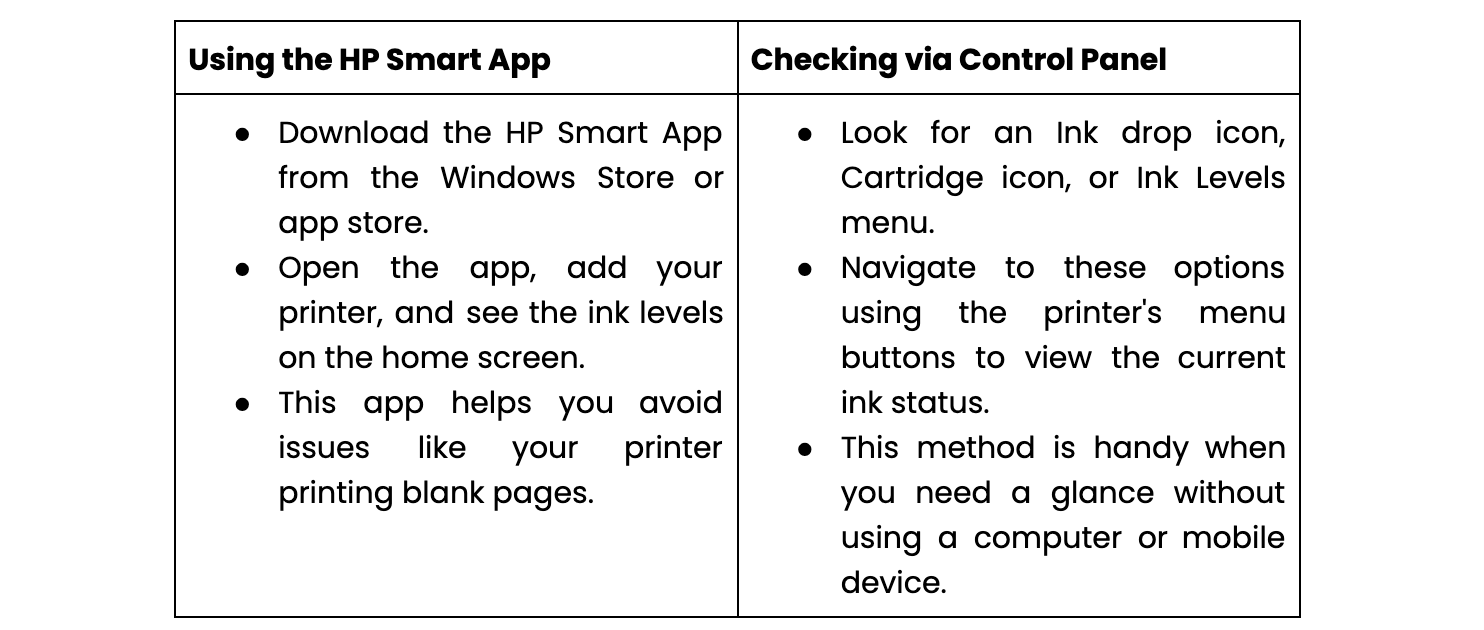 Using the HP Smart App
● Download the HP Smart App
from the Windows Store or
app store.
● Open the app, add your
printer, and see the ink levels
on the home screen.
● This app helps you avoid
issues like your printer
printing blank pages.
Checking via Control Panel
● Look for an Ink drop icon,
Cartridge icon, or Ink Levels
menu.
● Navigate to these options
using the printer's menu
buttons to view the current
ink status.
● This method is handy when
you need a glance without
using a computer or mobile
device.